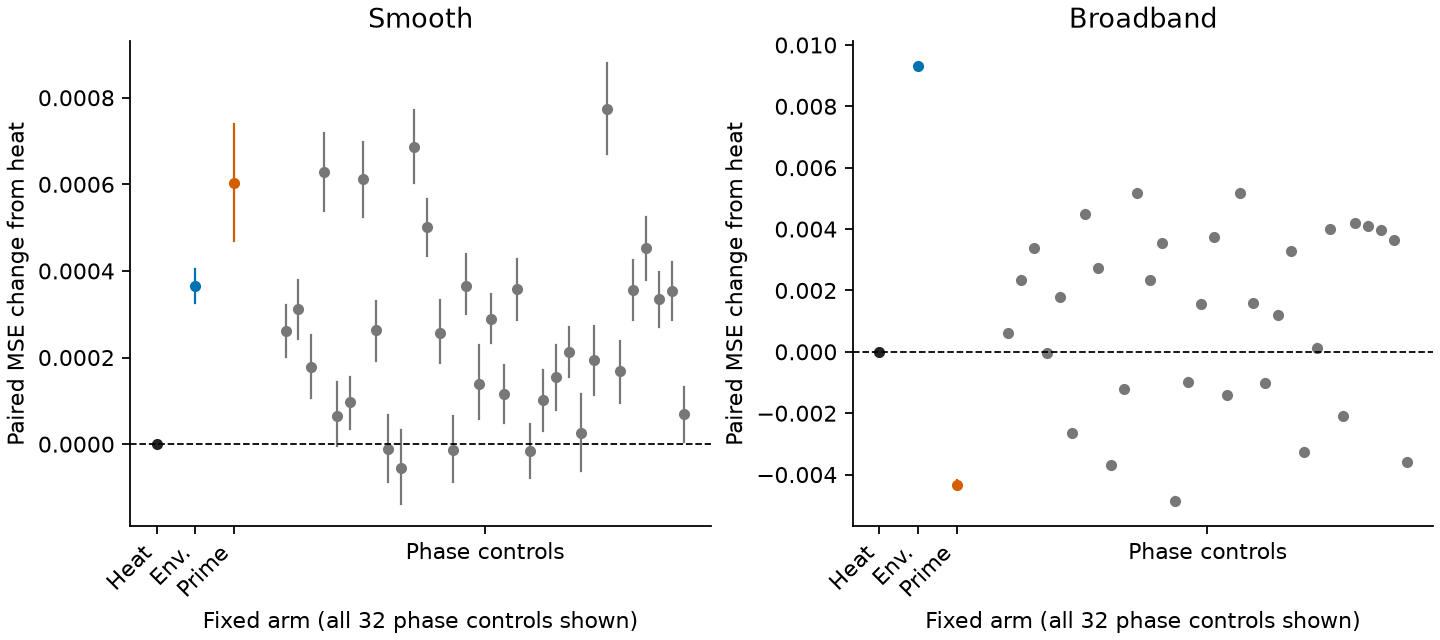 Smooth
Paired MSE change from heat
0.0008
0.0006
0.0004
0.0002
0.0000
Heat
Env.
Prime
Phase controls
Fixed arm (all 32 phase controls shown)
Broadband
Paired MSE change from heat
0.010
0.008
0.006
0.004
0.002
0.000
−0.002
−0.004
Heat
Env.
Prime
Phase controls
Fixed arm (all 32 phase controls shown)